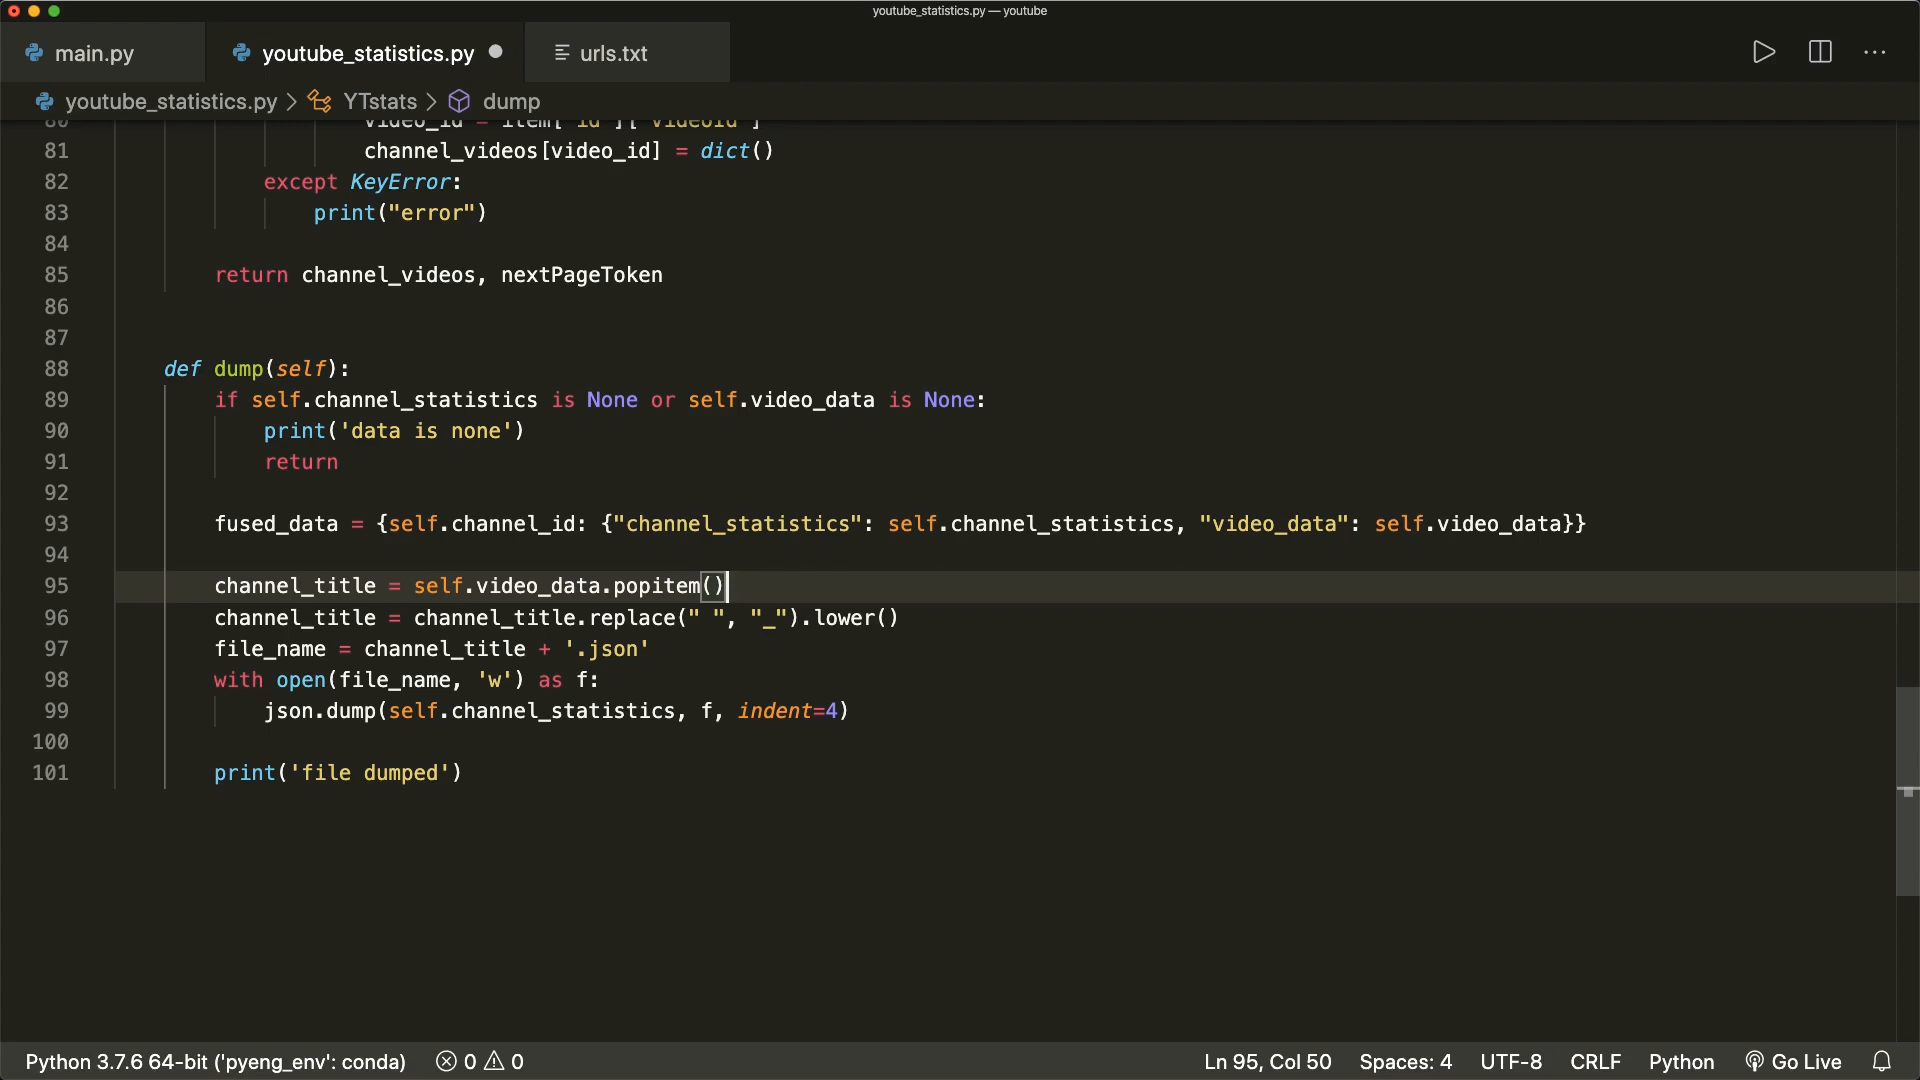 youtube_statistics.py — youtube
main.py
youtube_statistics.py
urls.txt
youtube_statistics.py > YTstats > dump
80 video_id = item['id']['videoId']
81 channel_videos[video_id] = dict()
82 except KeyError:
83 print("error")
84
85 return channel_videos, nextPageToken
86
87
88 def dump(self):
89 if self.channel_statistics is None or self.video_data is None:
90 print('data is none')
91 return
92
93 fused_data = {self.channel_id: {"channel_statistics": self.channel_statistics, "video_data": self.video_data}}
94
95 channel_title = self.video_data.popitem()
96 channel_title = channel_title.replace(" ", "_").lower()
97 file_name = channel_title + '.json'
98 with open(file_name, 'w') as f:
99 json.dump(self.channel_statistics, f, indent=4)
100
101 print('file dumped')
Python 3.7.6 64-bit ('pyeng_env': conda) 0 0 Ln 95, Col 50 Spaces: 4 UTF-8 CRLF Python Go Live